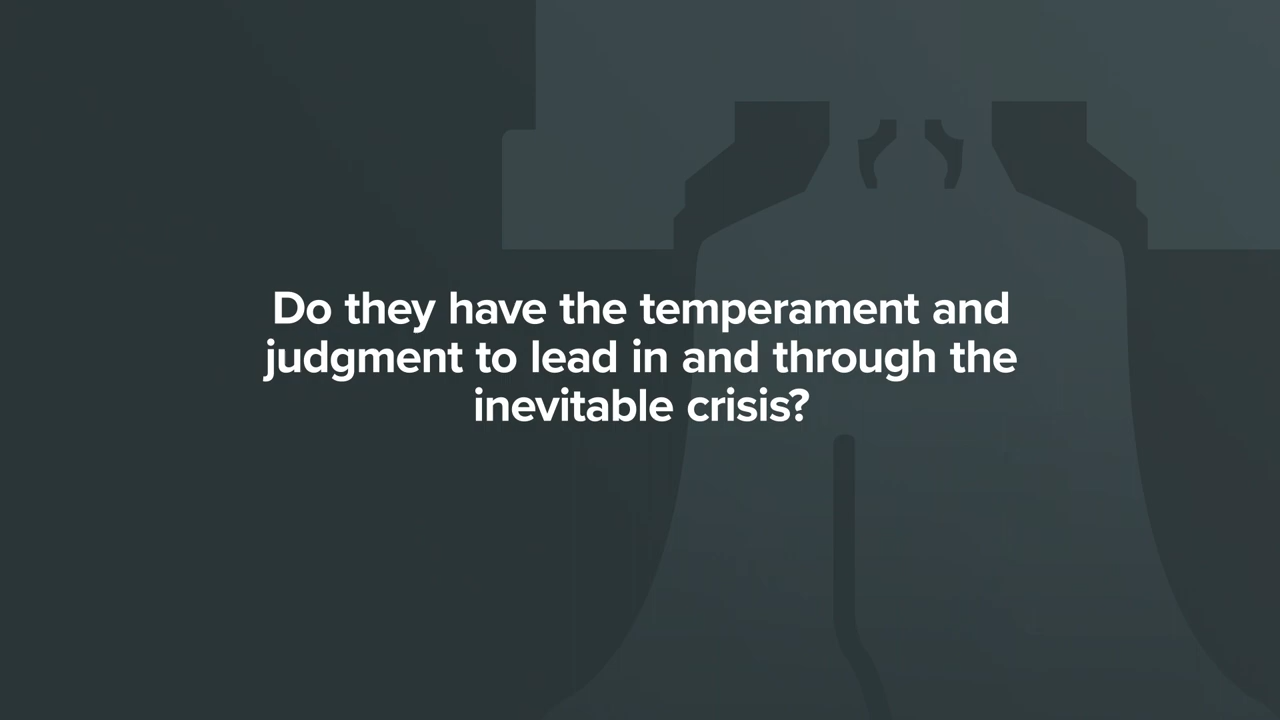 Do they have the temperament and
judgment to lead in and through the
inevitable crisis?